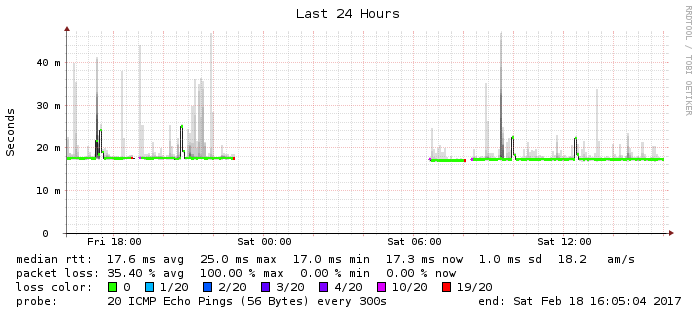 Last 24 Hours
RRDTOOL / TOBI OETIKER
Seconds
40 m
30 m
20 m
10 m
0
Fri 18:00 Sat 00:00 Sat 06:00 Sat 12:00
median rtt: 17.6 ms avg 25.0 ms max 17.0 ms min 17.3 ms now 1.0 ms sd 18.2 am/s
packet loss: 35.40 % avg 100.00 % max 0.00 % min 0.00 % now
loss color: 0 1/20 2/20 3/20 4/20 10/20 19/20
probe: 20 ICMP Echo Pings (56 Bytes) every 300s end: Sat Feb 18 16:05:04 2017